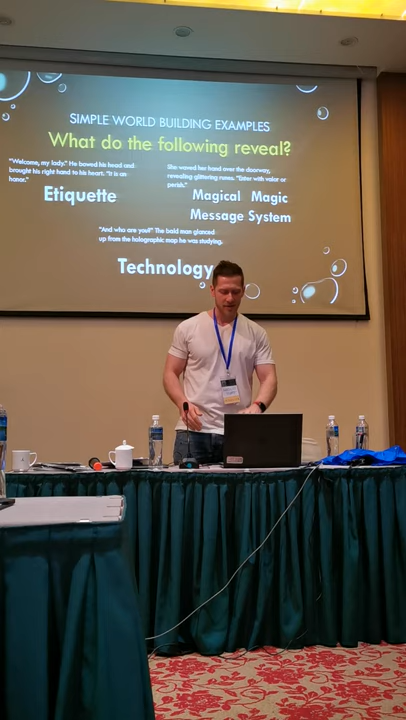 SIMPLE WORLD BUILDING EXAMPLES
What do the following reveal?
"Welcome, my lady." He bowed his head and
brought his right hand to his heart. "It is an
honor."
Etiquette
She waved her hand over the doorway,
revealing glittering runes. "Enter with valor or
perish."
Magical Magic
Message System
"And who are you?" The bald man glanced
up from the holographic map he was studying.
Technology